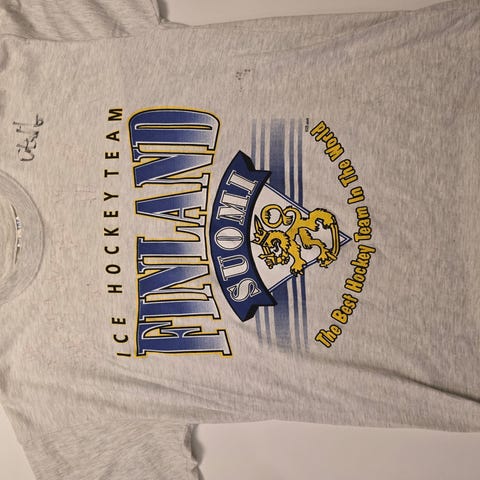 ICE HOCKEY TEAM
FINLAND
SUOMI
The Best Hockey Team In The World